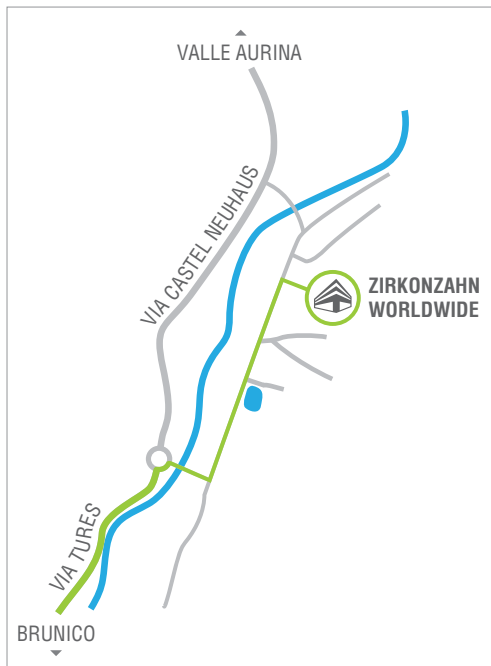 VALLE AURINA
VIA CASTEL NEUHAUS
ZIRKONZAHN
WORLDWIDE
VIA TURES
BRUNICO